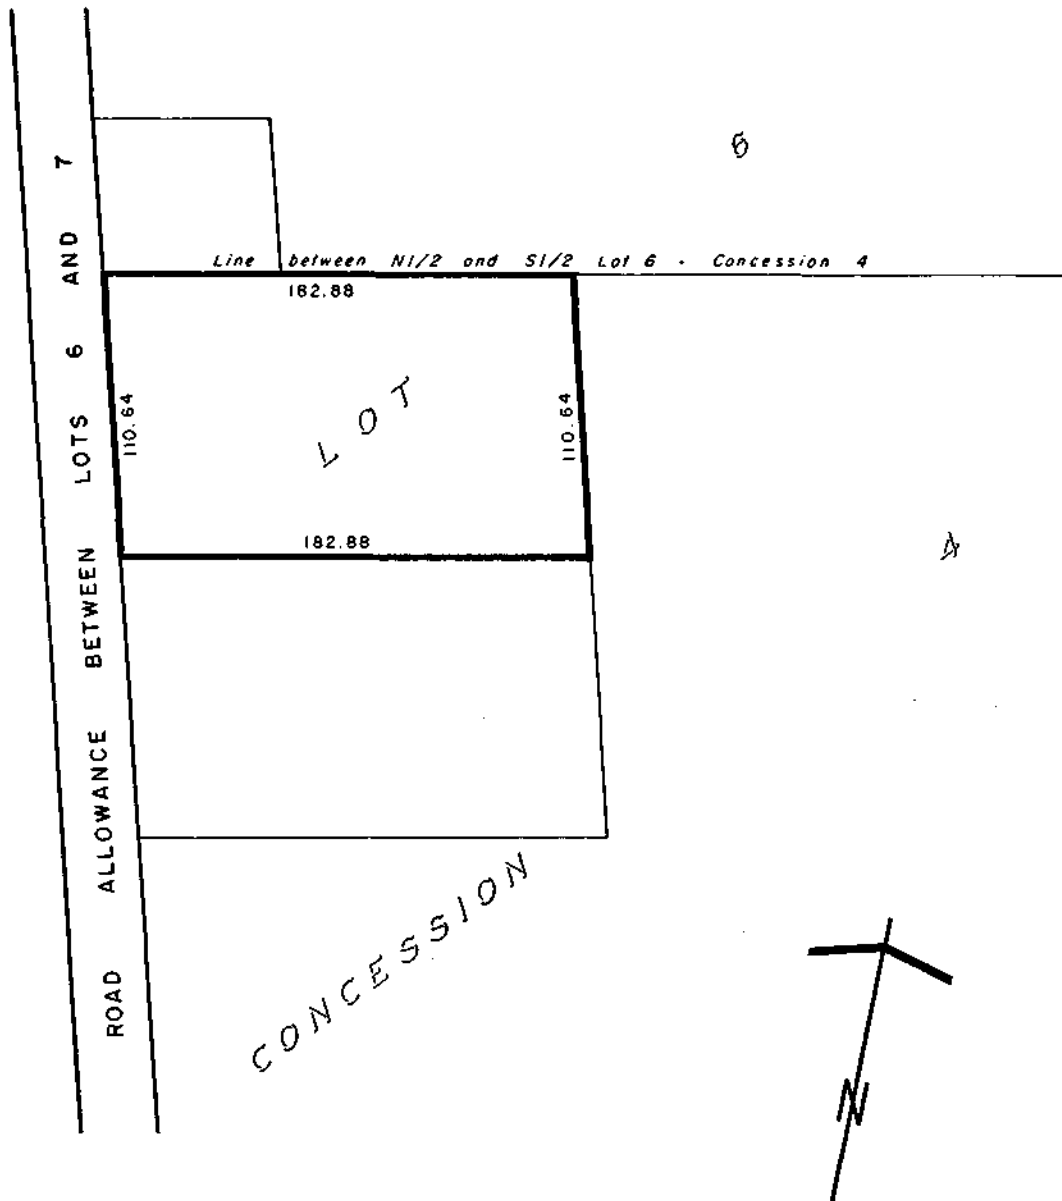 6
Line between N1/2 and S1/2 Lot 6 - Concession 4
182.88
110.64
110.64
LOT
182.88
4
ROAD ALLOWANCE BETWEEN LOTS 6 AND 7
CONCESSION
N